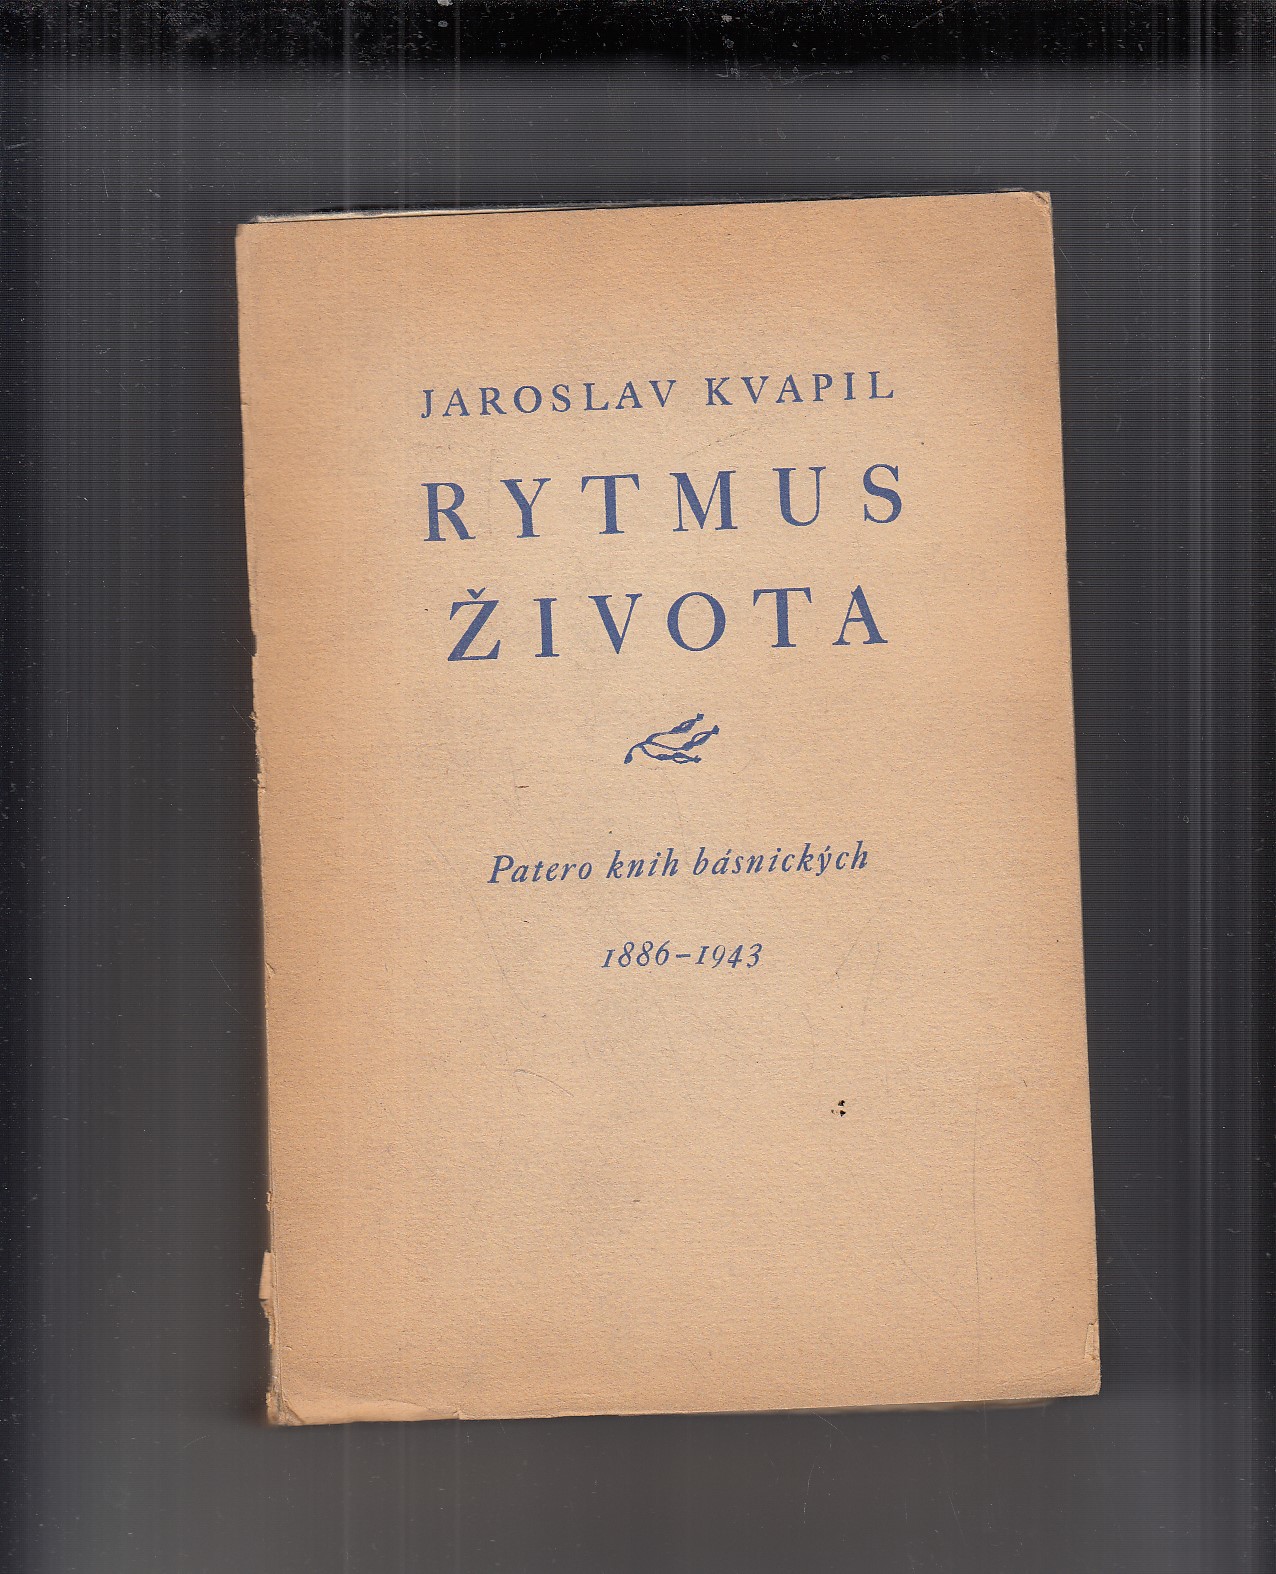 JAROSLAV KVAPIL
RYTMUS
ŽIVOTA
Patero knih básnických
1886-1943